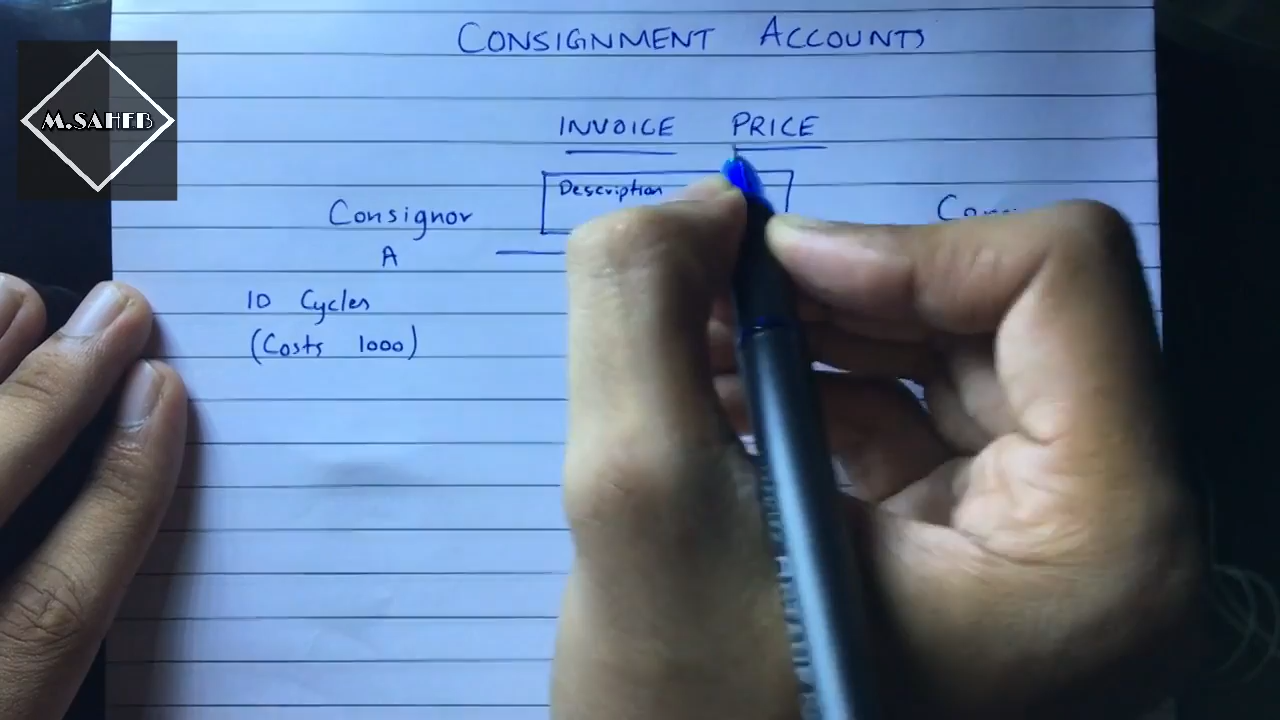 CONSIGNMENT ACCOUNTS
M.SAHEB
INVOICE PRICE
Description
Consignor
A
10 Cycles
(Costs 1000)